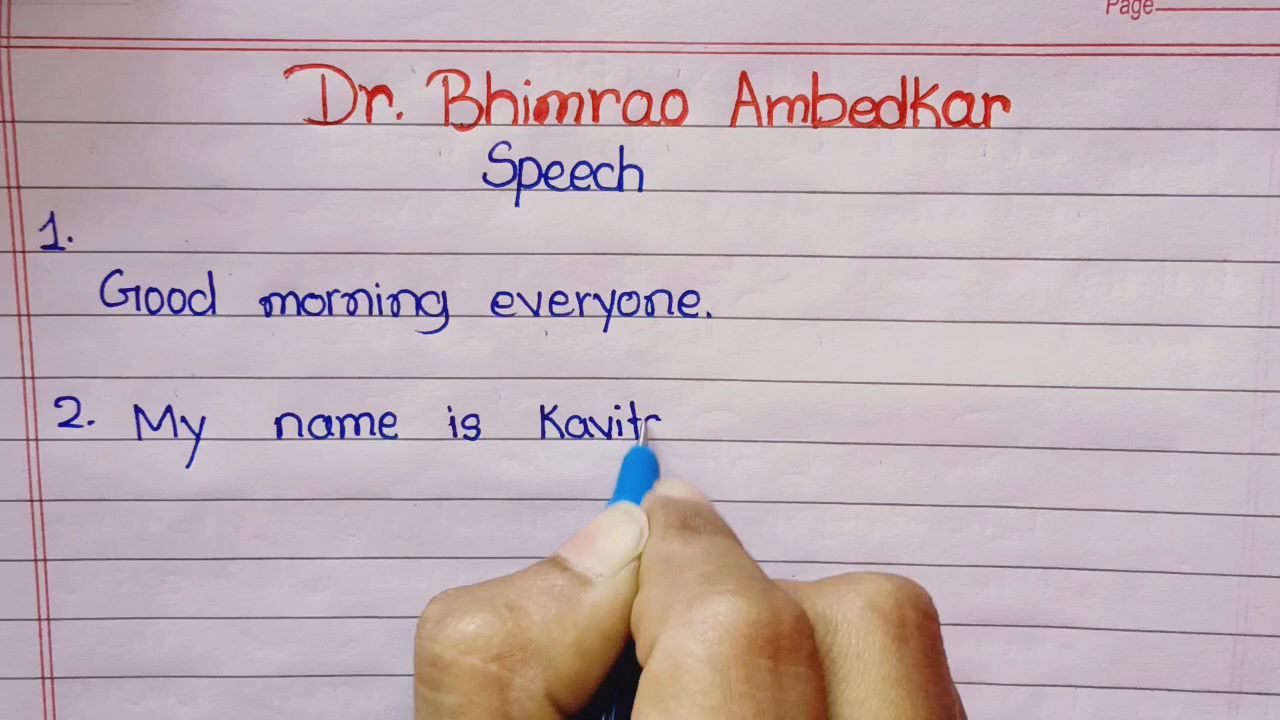 Page
Dr. Bhimrao Ambedkar
Speech
1.
Good morning everyone.
2. My name is